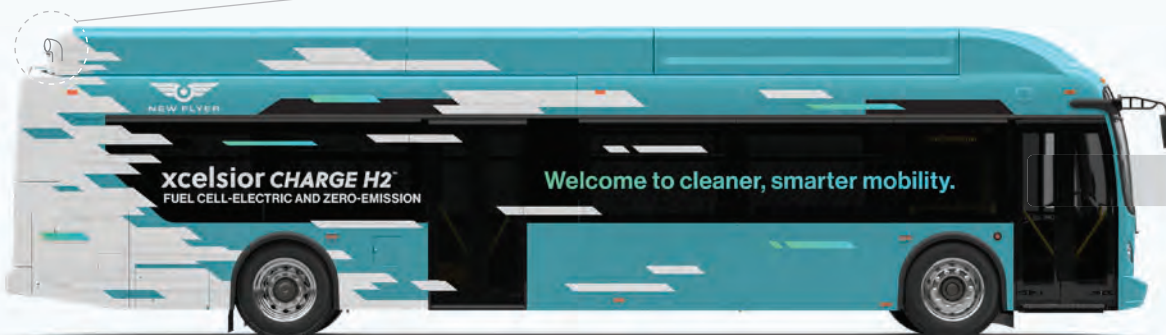 NEW FLYER
xcelsior CHARGE H2™
FUEL CELL-ELECTRIC AND ZERO-EMISSION
Welcome to cleaner, smarter mobility.